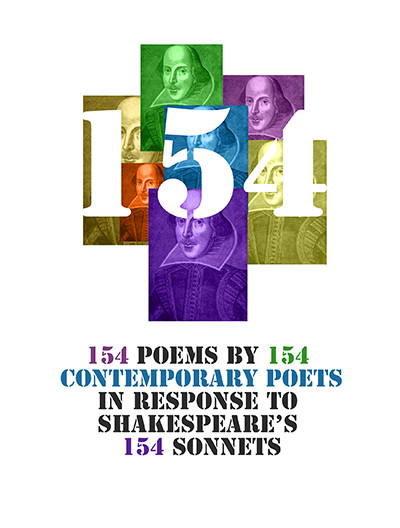 154
154 POEMS BY 154
CONTEMPORARY POETS
IN RESPONSE TO
SHAKESPEARE'S
154 SONNETS